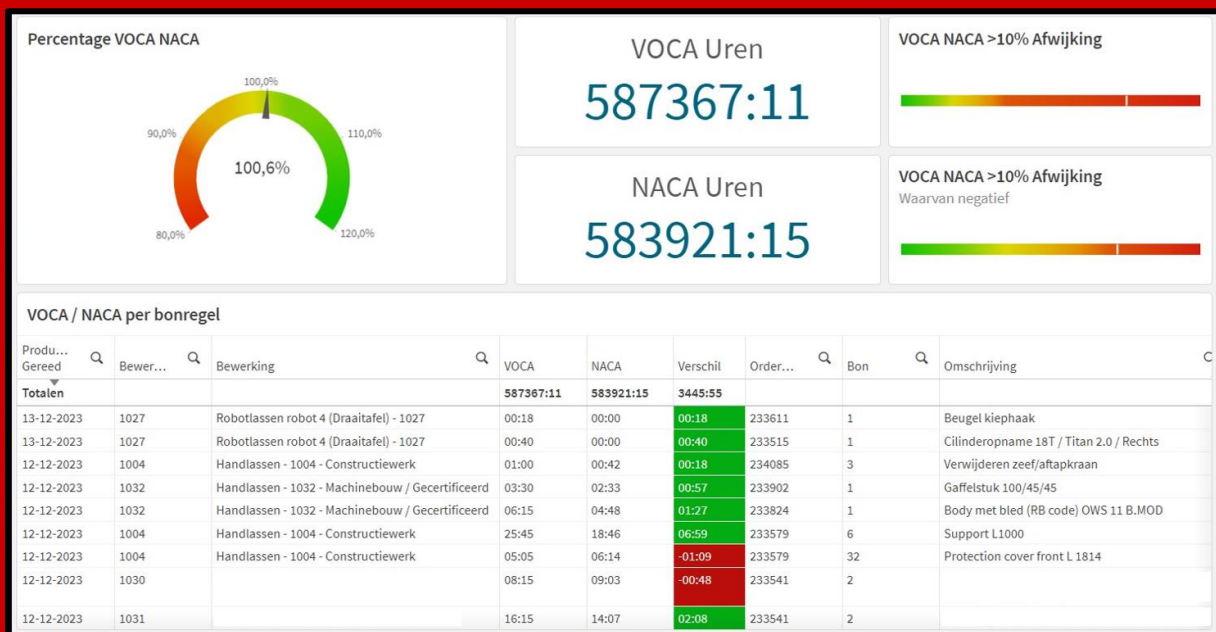 Percentage VOCA NACA
100,0%
90,0%
110,0%
100,6%
80,0%
120,0%
VOCA Uren
587367:11
NACA Uren
583921:15
VOCA NACA >10% Afwijking
VOCA NACA >10% Afwijking
Waarvan negatief
VOCA / NACA per bonregel
Produ... Gereed Bewer... Bewerking VOCA NACA Verschil Order... Bon Omschrijving
Totalen 587367:11 583921:15 3445:55
13-12-2023 1027 Robotlassen robot 4 (Draaitafel) - 1027 00:18 00:00 00:18 233611 1 Beugel kiephaak
13-12-2023 1027 Robotlassen robot 4 (Draaitafel) - 1027 00:40 00:00 00:40 233515 1 Cilinderopname 18T / Titan 2.0 / Rechts
12-12-2023 1004 Handlassen - 1004 - Constructiewerk 01:00 00:42 00:18 234085 3 Verwijderen zeef/aftapkraan
12-12-2023 1032 Handlassen - 1032 - Machinebouw / Gecertificeerd 03:30 02:33 00:57 233902 1 Gaffelstuk 100/45/45
12-12-2023 1032 Handlassen - 1032 - Machinebouw / Gecertificeerd 06:15 04:48 01:27 233824 1 Body met bled (RB code) OWS 11 B.MOD
12-12-2023 1004 Handlassen - 1004 - Constructiewerk 25:45 18:46 06:59 233579 6 Support L1000
12-12-2023 1004 Handlassen - 1004 - Constructiewerk 05:05 06:14 -01:09 233579 32 Protection cover front L 1814
12-12-2023 1030 08:15 09:03 -00:48 233541 2
12-12-2023 1031 16:15 14:07 02:08 233541 2